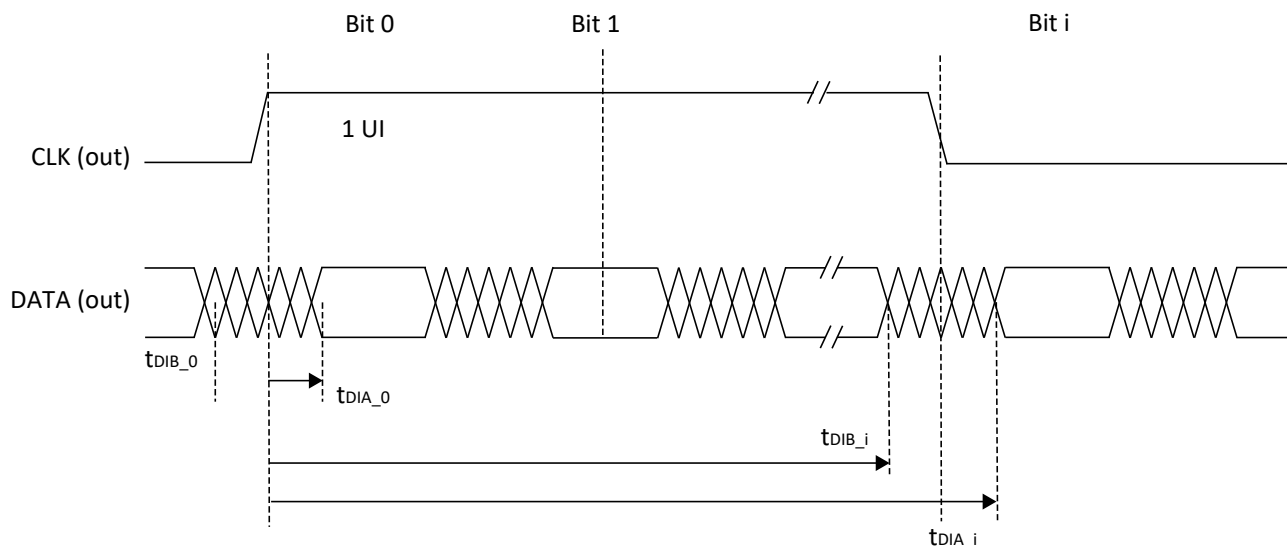 Bit 0 Bit 1 Bit i
1 UI
CLK (out)
DATA (out)
tDIB_0
tDIA_0
tDIB_i
tDIA_i